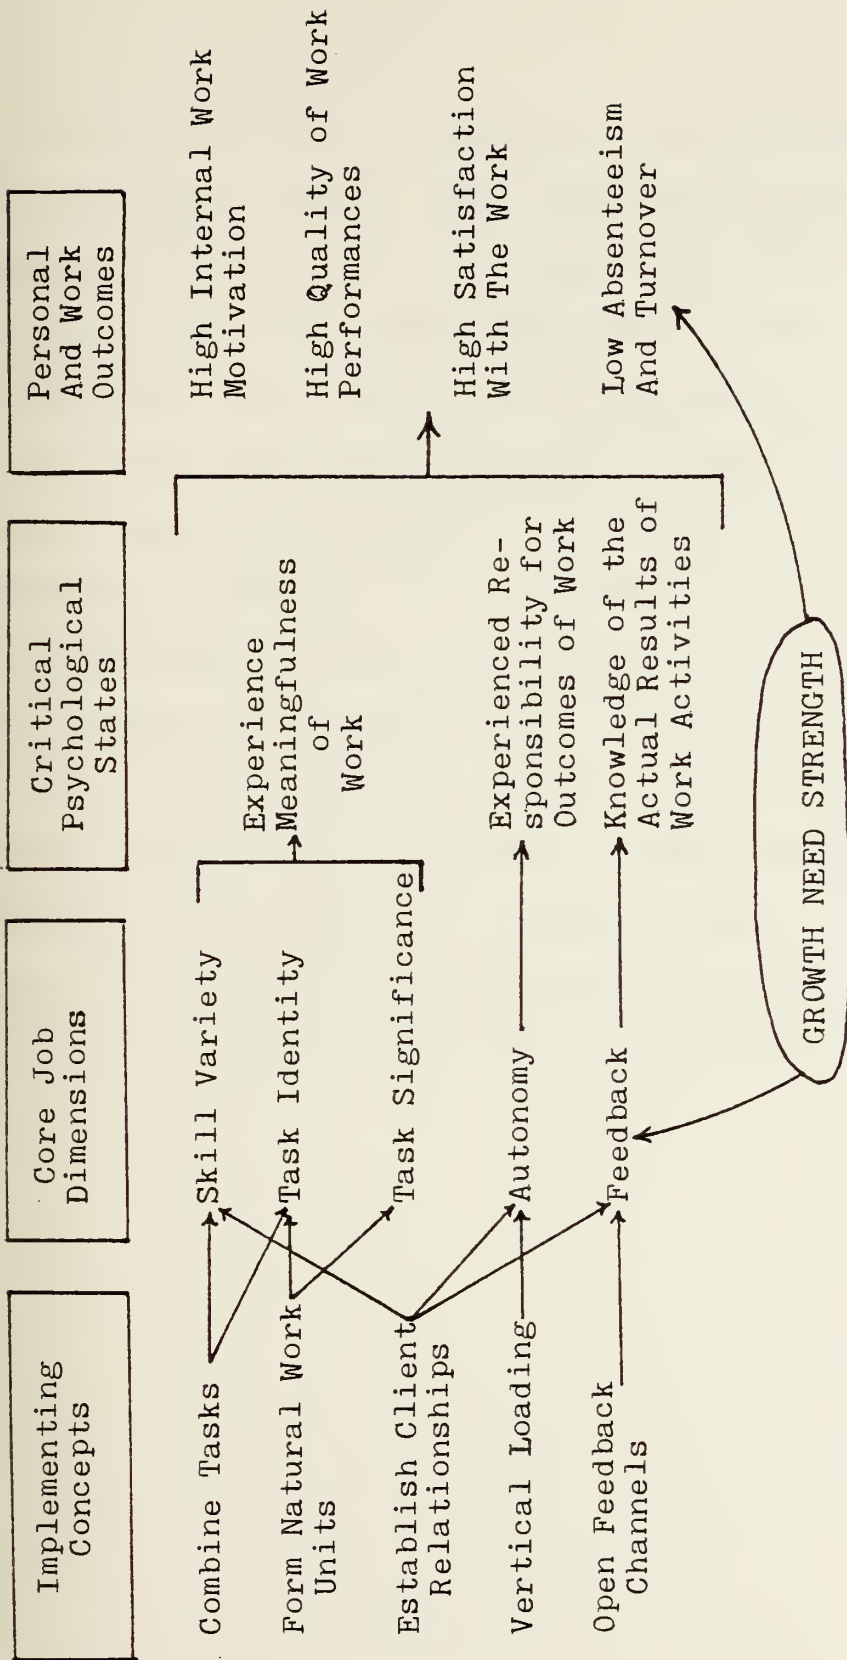 Implementing
Concepts
Core Job
Dimensions
Critical
Psychological
States
Personal
And Work
Outcomes
Combine Tasks
Form Natural Work
Units
Establish Client
Relationships
Vertical Loading
Open Feedback
Channels
Skill Variety
Task Identity
Task Significance
Autonomy
Feedback
Experience
Meaningfulness
of
Work
Experienced Re-
sponsibility for
Outcomes of Work
Knowledge of the
Actual Results of
Work Activities
High Internal Work
Motivation
High Quality of Work
Performances
High Satisfaction
With The Work
Low Absenteeism
And Turnover
GROWTH NEED STRENGTH